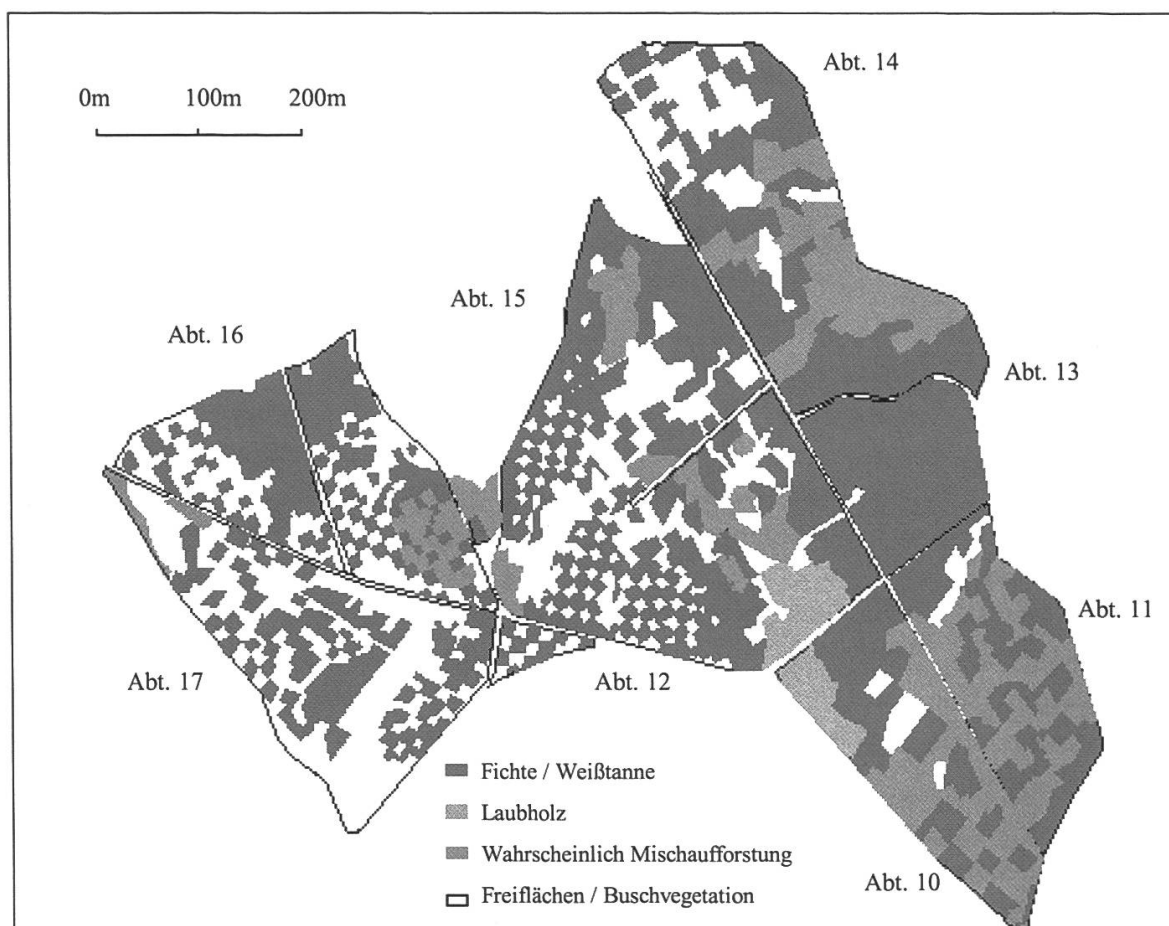 Abt. 14
0m 100m 200m
Abt. 15
Abt. 16
Abt. 13
Abt. 11
Abt. 17
Abt. 12
Fichte / Weißtanne
Laubholz
Wahrscheinlich Mischaufforstung
Abt. 10
Freiflächen / Buschvegetation